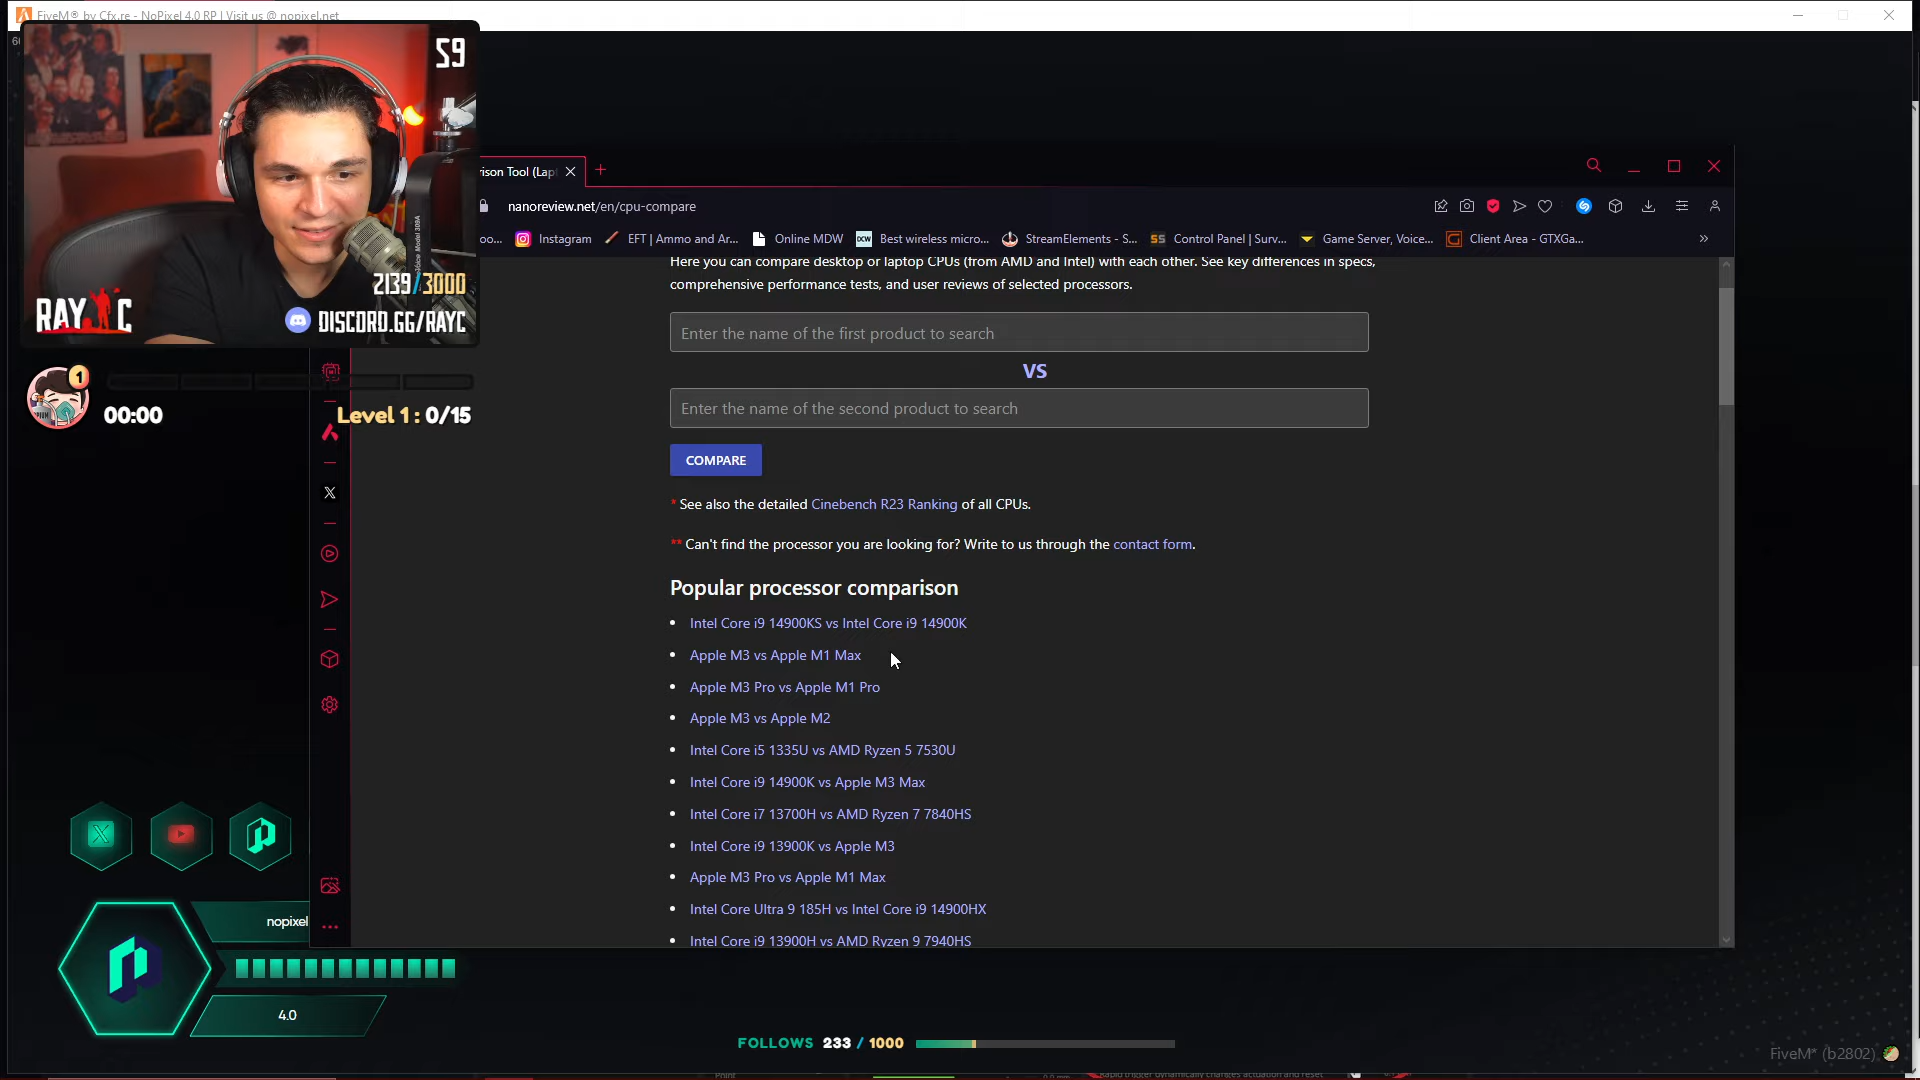 FiveM® by Cfx.re - NoPixel 4.0 RP | Visit us @ nopixel.net
59
2139/3000
RAY C
DISCORD.GG/RAYC
rison Tool (Lap
nanoreview.net/en/cpu-compare
oo...
Instagram
EFT | Ammo and Ar...
Online MDW
DCW
Best wireless micro...
StreamElements - S...
SS
Control Panel | Surv...
Game Server, Voice...
Client Area - GTXGa...
Here you can compare desktop or laptop CPUs (from AMD and Intel) with each other. See key differences in specs,
comprehensive performance tests, and user reviews of selected processors.
Enter the name of the first product to search
VS
Enter the name of the second product to search
COMPARE
* See also the detailed Cinebench R23 Ranking of all CPUs.
** Can't find the processor you are looking for? Write to us through the contact form.
Popular processor comparison
Intel Core i9 14900KS vs Intel Core i9 14900K
Apple M3 vs Apple M1 Max
Apple M3 Pro vs Apple M1 Pro
Apple M3 vs Apple M2
Intel Core i5 1335U vs AMD Ryzen 5 7530U
Intel Core i9 14900K vs Apple M3 Max
Intel Core i7 13700H vs AMD Ryzen 7 7840HS
Intel Core i9 13900K vs Apple M3
Apple M3 Pro vs Apple M1 Max
Intel Core Ultra 9 185H vs Intel Core i9 14900HX
Intel Core i9 13900H vs AMD Ryzen 9 7940HS
1
00:00
Level 1 : 0/15
nopixel
4.0
FOLLOWS 233 / 1000
FiveM* (b2802)